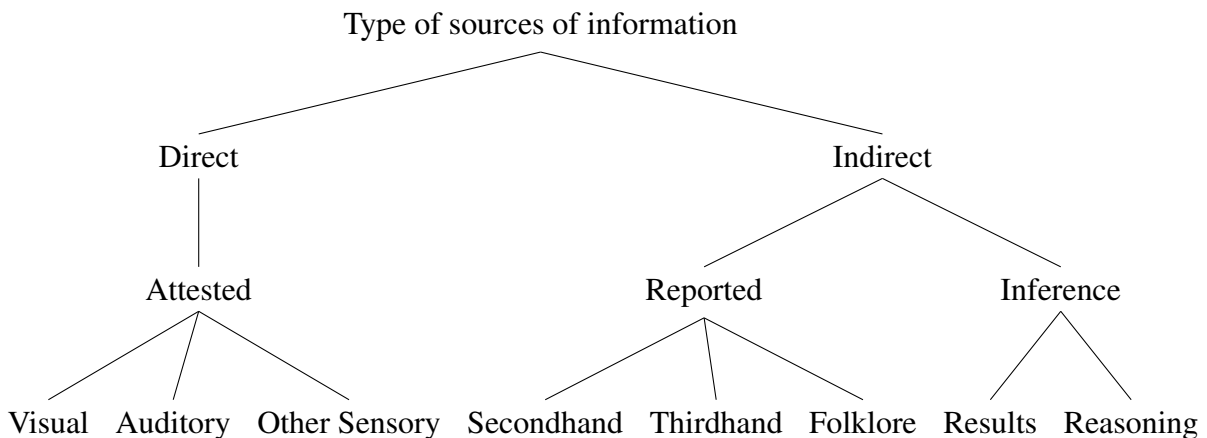 Type of sources of information
Direct Indirect
Attested Reported Inference
Visual Auditory Other Sensory Secondhand Thirdhand Folklore Results Reasoning